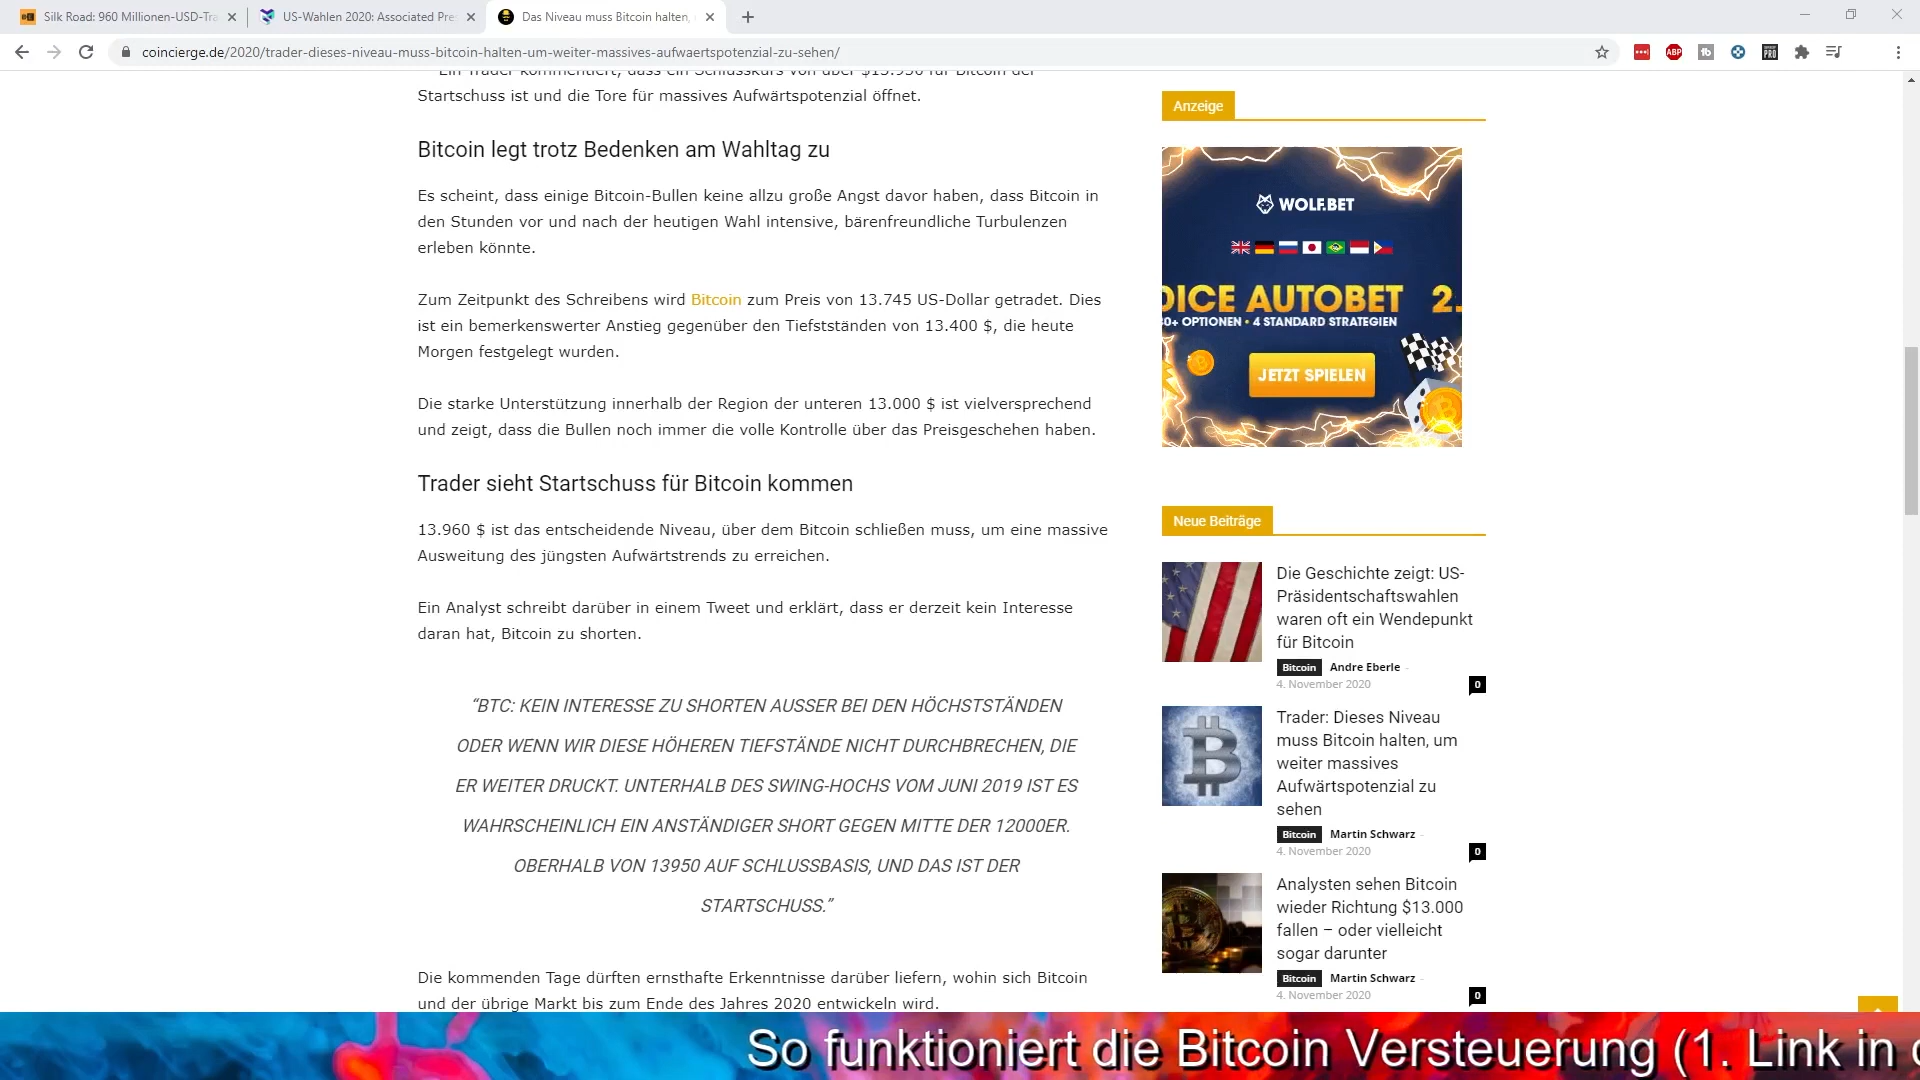 Silk Road: 960 Millionen-USD-Tra
US-Wahlen 2020: Associated Pre
Das Niveau muss Bitcoin halten,
coincierge.de/2020/trader-dieses-niveau-muss-bitcoin-halten-um-weiter-massives-aufwaertspotenzial-zu-sehen/
ABP
Startschuss ist und die Tore für massives Aufwärtspotenzial öffnet.
Bitcoin legt trotz Bedenken am Wahltag zu
Es scheint, dass einige Bitcoin-Bullen keine allzu große Angst davor haben, dass Bitcoin in
den Stunden vor und nach der heutigen Wahl intensive, bärenfreundliche Turbulenzen
erleben könnte.
Zum Zeitpunkt des Schreibens wird Bitcoin zum Preis von 13.745 US-Dollar getradet. Dies
ist ein bemerkenswerter Anstieg gegenüber den Tiefstständen von 13.400 $, die heute
Morgen festgelegt wurden.
Die starke Unterstützung innerhalb der Region der unteren 13.000 $ ist vielversprechend
und zeigt, dass die Bullen noch immer die volle Kontrolle über das Preisgeschehen haben.
Trader sieht Startschuss für Bitcoin kommen
13.960 $ ist das entscheidende Niveau, über dem Bitcoin schließen muss, um eine massive
Ausweitung des jüngsten Aufwärtstrends zu erreichen.
Ein Analyst schreibt darüber in einem Tweet und erklärt, dass er derzeit kein Interesse
daran hat, Bitcoin zu shorten.
“BTC: KEIN INTERESSE ZU SHORTEN AUSSER BEI DEN HÖCHSTSTÄNDEN
ODER WENN WIR DIESE HÖHEREN TIEFSTÄNDE NICHT DURCHBRECHEN, DIE
ER WEITER DRUCKT. UNTERHALB DES SWING-HOCHS VOM JUNI 2019 IST ES
WAHRSCHEINLICH EIN ANSTÄNDIGER SHORT GEGEN MITTE DER 12000ER.
OBERHALB VON 13950 AUF SCHLUSSBASIS, UND DAS IST DER
STARTSCHUSS.”
Die kommenden Tage dürften ernsthafte Erkenntnisse darüber liefern, wohin sich Bitcoin
und der übrige Markt bis zum Ende des Jahres 2020 entwickeln wird.
Anzeige
WOLF.BET
DICE AUTOBET 2.
30+ OPTIONEN • 4 STANDARD STRATEGIEN
JETZT SPIELEN
Neue Beiträge
Die Geschichte zeigt: US-
Präsidentschaftswahlen
waren oft ein Wendepunkt
für Bitcoin
Bitcoin Andre Eberle -
4. November 2020 0
Trader: Dieses Niveau
muss Bitcoin halten, um
weiter massives
Aufwärtspotenzial zu
sehen
Bitcoin Martin Schwarz -
4. November 2020 0
Analysten sehen Bitcoin
wieder Richtung $13.000
fallen – oder vielleicht
sogar darunter
Bitcoin Martin Schwarz -
4. November 2020 0
So funktioniert die Bitcoin Versteuerung (1. Link in